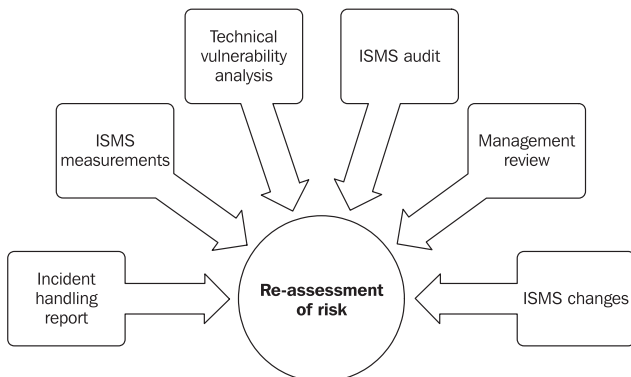 Technical
vulnerability
analysis
ISMS audit
ISMS
measurements
Management
review
Incident
handling
report
Re-assessment
of risk
ISMS changes